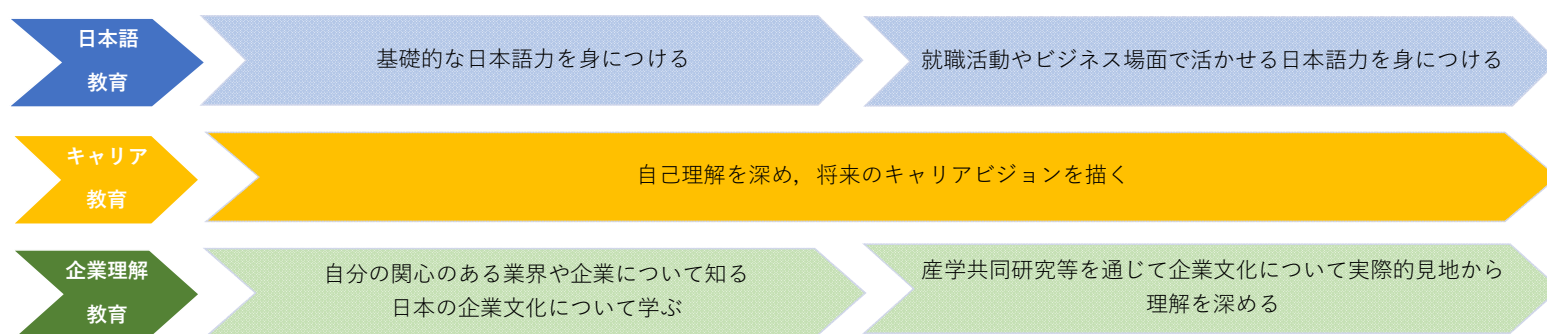 日本語
教育
基礎的な日本語力を身につける
就職活動やビジネス場面で活かせる日本語力を身につける
キャリア
教育
自己理解を深め，将来のキャリアビジョンを描く
企業理解
教育
自分の関心のある業界や企業について知る
日本の企業文化について学ぶ
産学共同研究等を通じて企業文化について実際的見地から
理解を深める